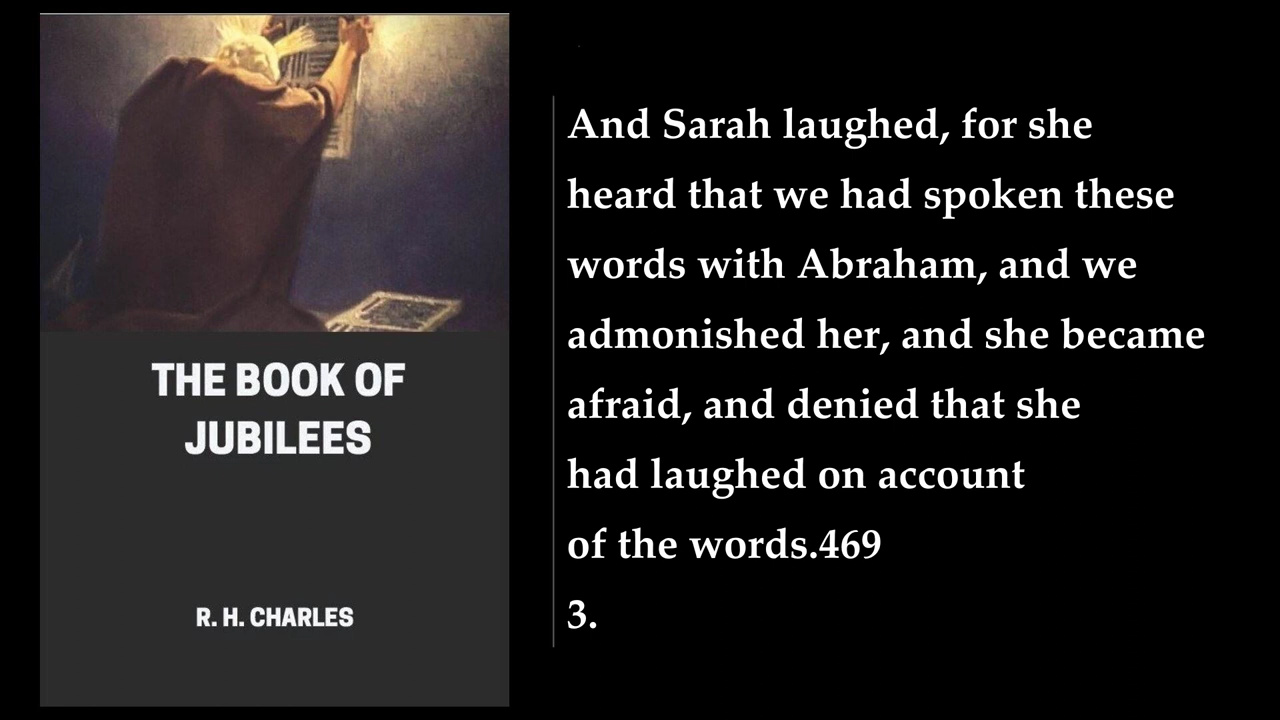 THE BOOK OF
JUBILEES
R. H. CHARLES
And Sarah laughed, for she
heard that we had spoken these
words with Abraham, and we
admonished her, and she became
afraid, and denied that she
had laughed on account
of the words.469
3.